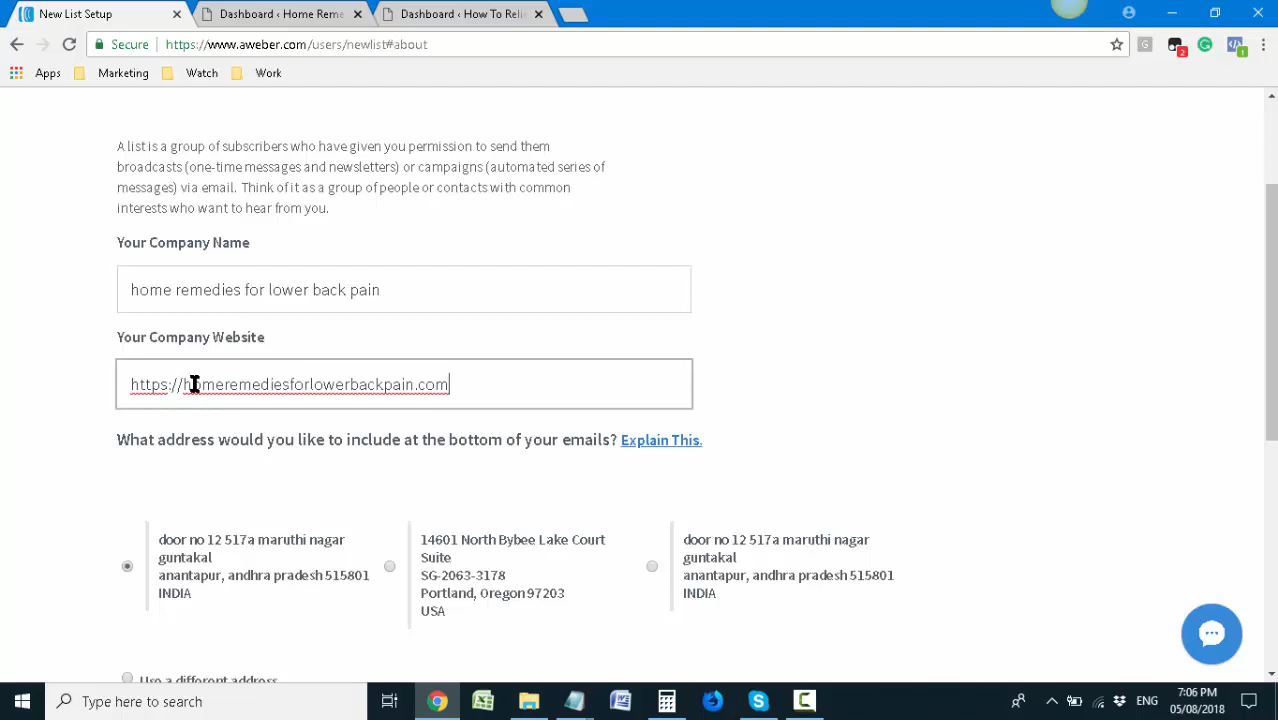 New List Setup
Dashboard ‹ Home Reme
Dashboard ‹ How To Reli
Secure
https://www.aweber.com/users/newlist#about
G
2
1
Apps
Marketing
Watch
Work
A list is a group of subscribers who have given you permission to send them
broadcasts (one-time messages and newsletters) or campaigns (automated series of
messages) via email. Think of it as a group of people or contacts with common
interests who want to hear from you.
Your Company Name
home remedies for lower back pain
Your Company Website
https://homeremediesforlowerbackpain.com
What address would you like to include at the bottom of your emails? Explain This.
door no 12 517a maruthi nagar
guntakal
anantapur, andhra pradesh 515801
INDIA
14601 North Bybee Lake Court
Suite
SG-2063-3178
Portland, Oregon 97203
USA
door no 12 517a maruthi nagar
guntakal
anantapur, andhra pradesh 515801
INDIA
Use a different address
Type here to search
ENG
7:06 PM
05/08/2018